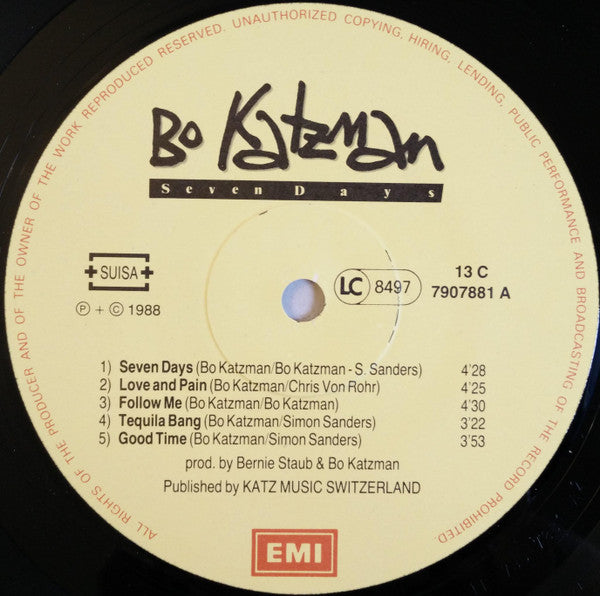 ALL RIGHTS OF THE PRODUCER AND OF THE OWNER OF THE WORK REPRODUCED RESERVED. UNAUTHORIZED COPYING, HIRING, LENDING, PUBLIC PERFORMANCE AND BROADCASTING OF THE RECORD PROHIBITED
Bo Katzman
Seven Days
SUISA
℗ + © 1988
LC 8497
13 C
7907881 A
1) Seven Days (Bo Katzman/Bo Katzman - S. Sanders) 4'28
2) Love and Pain (Bo Katzman/Chris Von Rohr) 4'25
3) Follow Me (Bo Katzman/Bo Katzman) 4'30
4) Tequila Bang (Bo Katzman/Simon Sanders) 3'22
5) Good Time (Bo Katzman/Simon Sanders) 3'53
prod. by Bernie Staub & Bo Katzman
Published by KATZ MUSIC SWITZERLAND
EMI